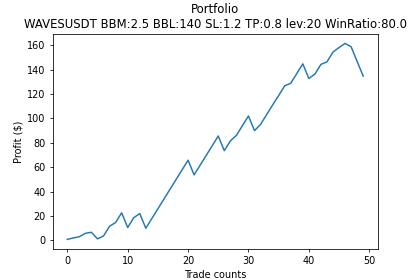 Portfolio
WAVESUSDT BBM:2.5 BBL:140 SL:1.2 TP:0.8 lev:20 WinRatio:80.0
160
140
120
100
80
60
40
20
0
Profit ($)
0 10 20 30 40 50
Trade counts